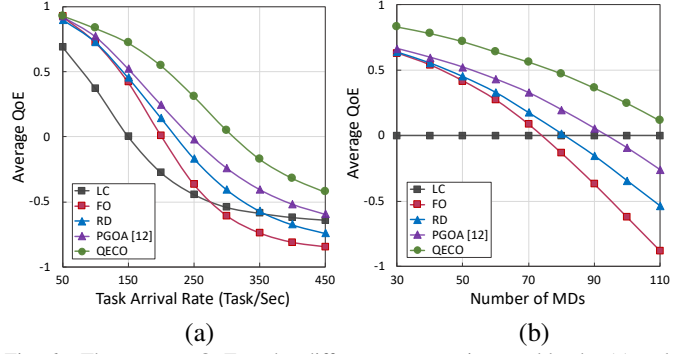 1
0.5
0
-0.5
-1
Average QoE
LC
FO
RD
PGOA [12]
QECO
50 150 250 350 450
Task Arrival Rate (Task/Sec)
(a)
1
0.5
0
-0.5
-1
Average QoE
LC
FO
RD
PGOA [12]
QECO
30 50 70 90 110
Number of MDs
(b)